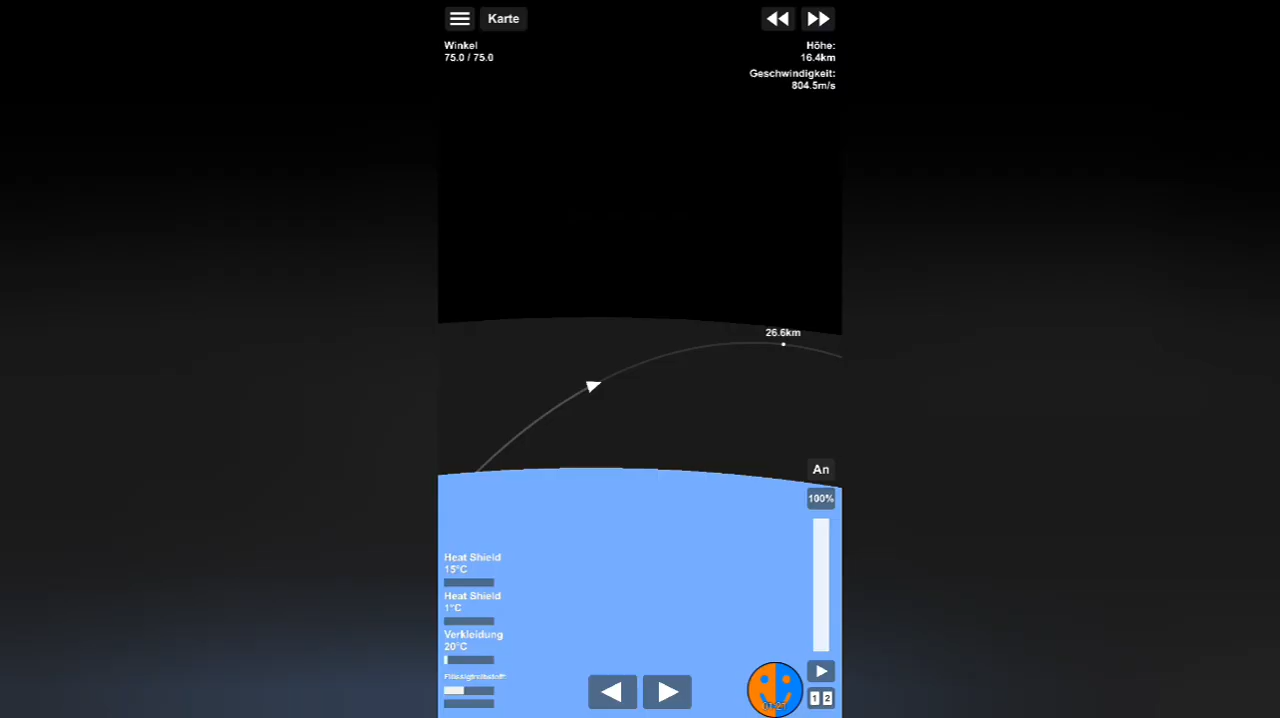 Karte
Winkel
75.0 / 75.0
Höhe:
16.4km
Geschwindigkeit:
804.5m/s
26.6km
An
100%
Heat Shield
15°C
Heat Shield
1°C
Verkleidung
20°C
1 2